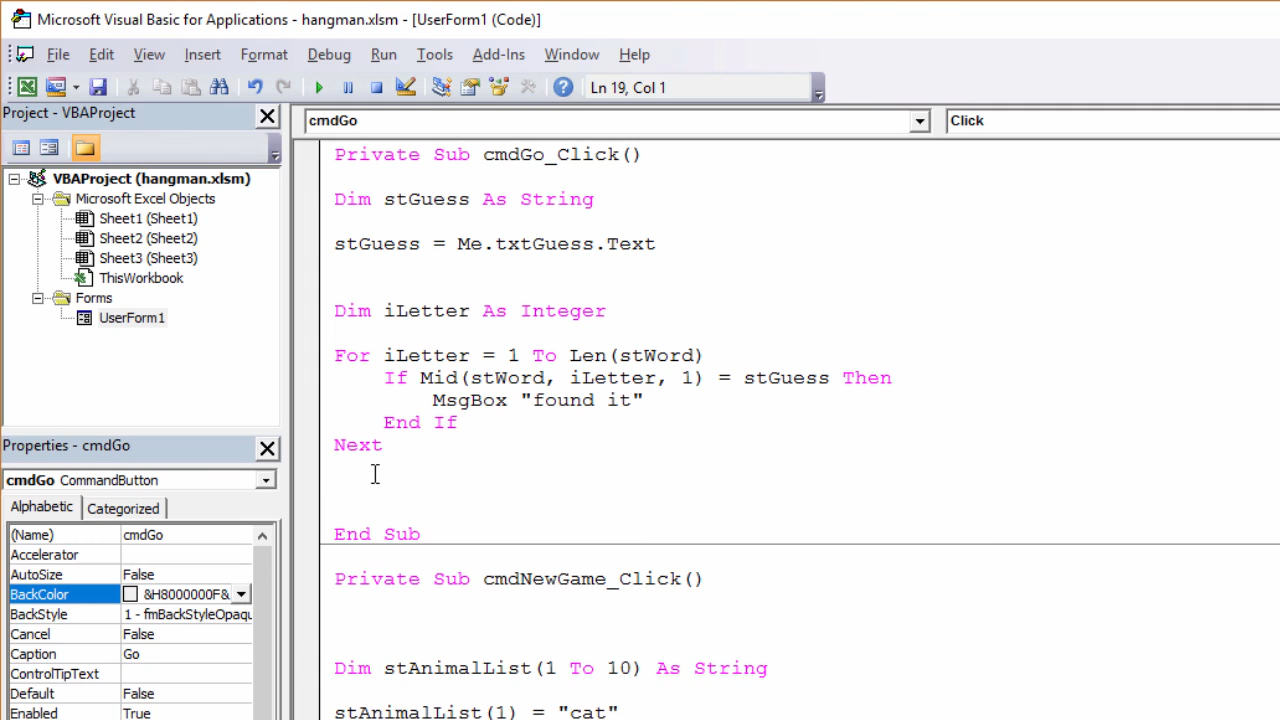 Microsoft Visual Basic for Applications - hangman.xlsm - [UserForm1 (Code)]
File Edit View Insert Format Debug Run Tools Add-Ins Window Help
Ln 19, Col 1
Project - VBAProject
VBAProject (hangman.xlsm)
Microsoft Excel Objects
Sheet1 (Sheet1)
Sheet2 (Sheet2)
Sheet3 (Sheet3)
ThisWorkbook
Forms
UserForm1
Properties - cmdGo
cmdGo CommandButton
Alphabetic Categorized
(Name) cmdGo
Accelerator
AutoSize False
BackColor &H8000000F&
BackStyle 1 - fmBackStyleOpaqu
Cancel False
Caption Go
ControlTipText
Default False
Enabled True
cmdGo Click
Private Sub cmdGo_Click()
Dim stGuess As String
stGuess = Me.txtGuess.Text
Dim iLetter As Integer
For iLetter = 1 To Len(stWord)
If Mid(stWord, iLetter, 1) = stGuess Then
MsgBox "found it"
End If
Next
End Sub
Private Sub cmdNewGame_Click()
Dim stAnimalList(1 To 10) As String
stAnimalList(1) = "cat"